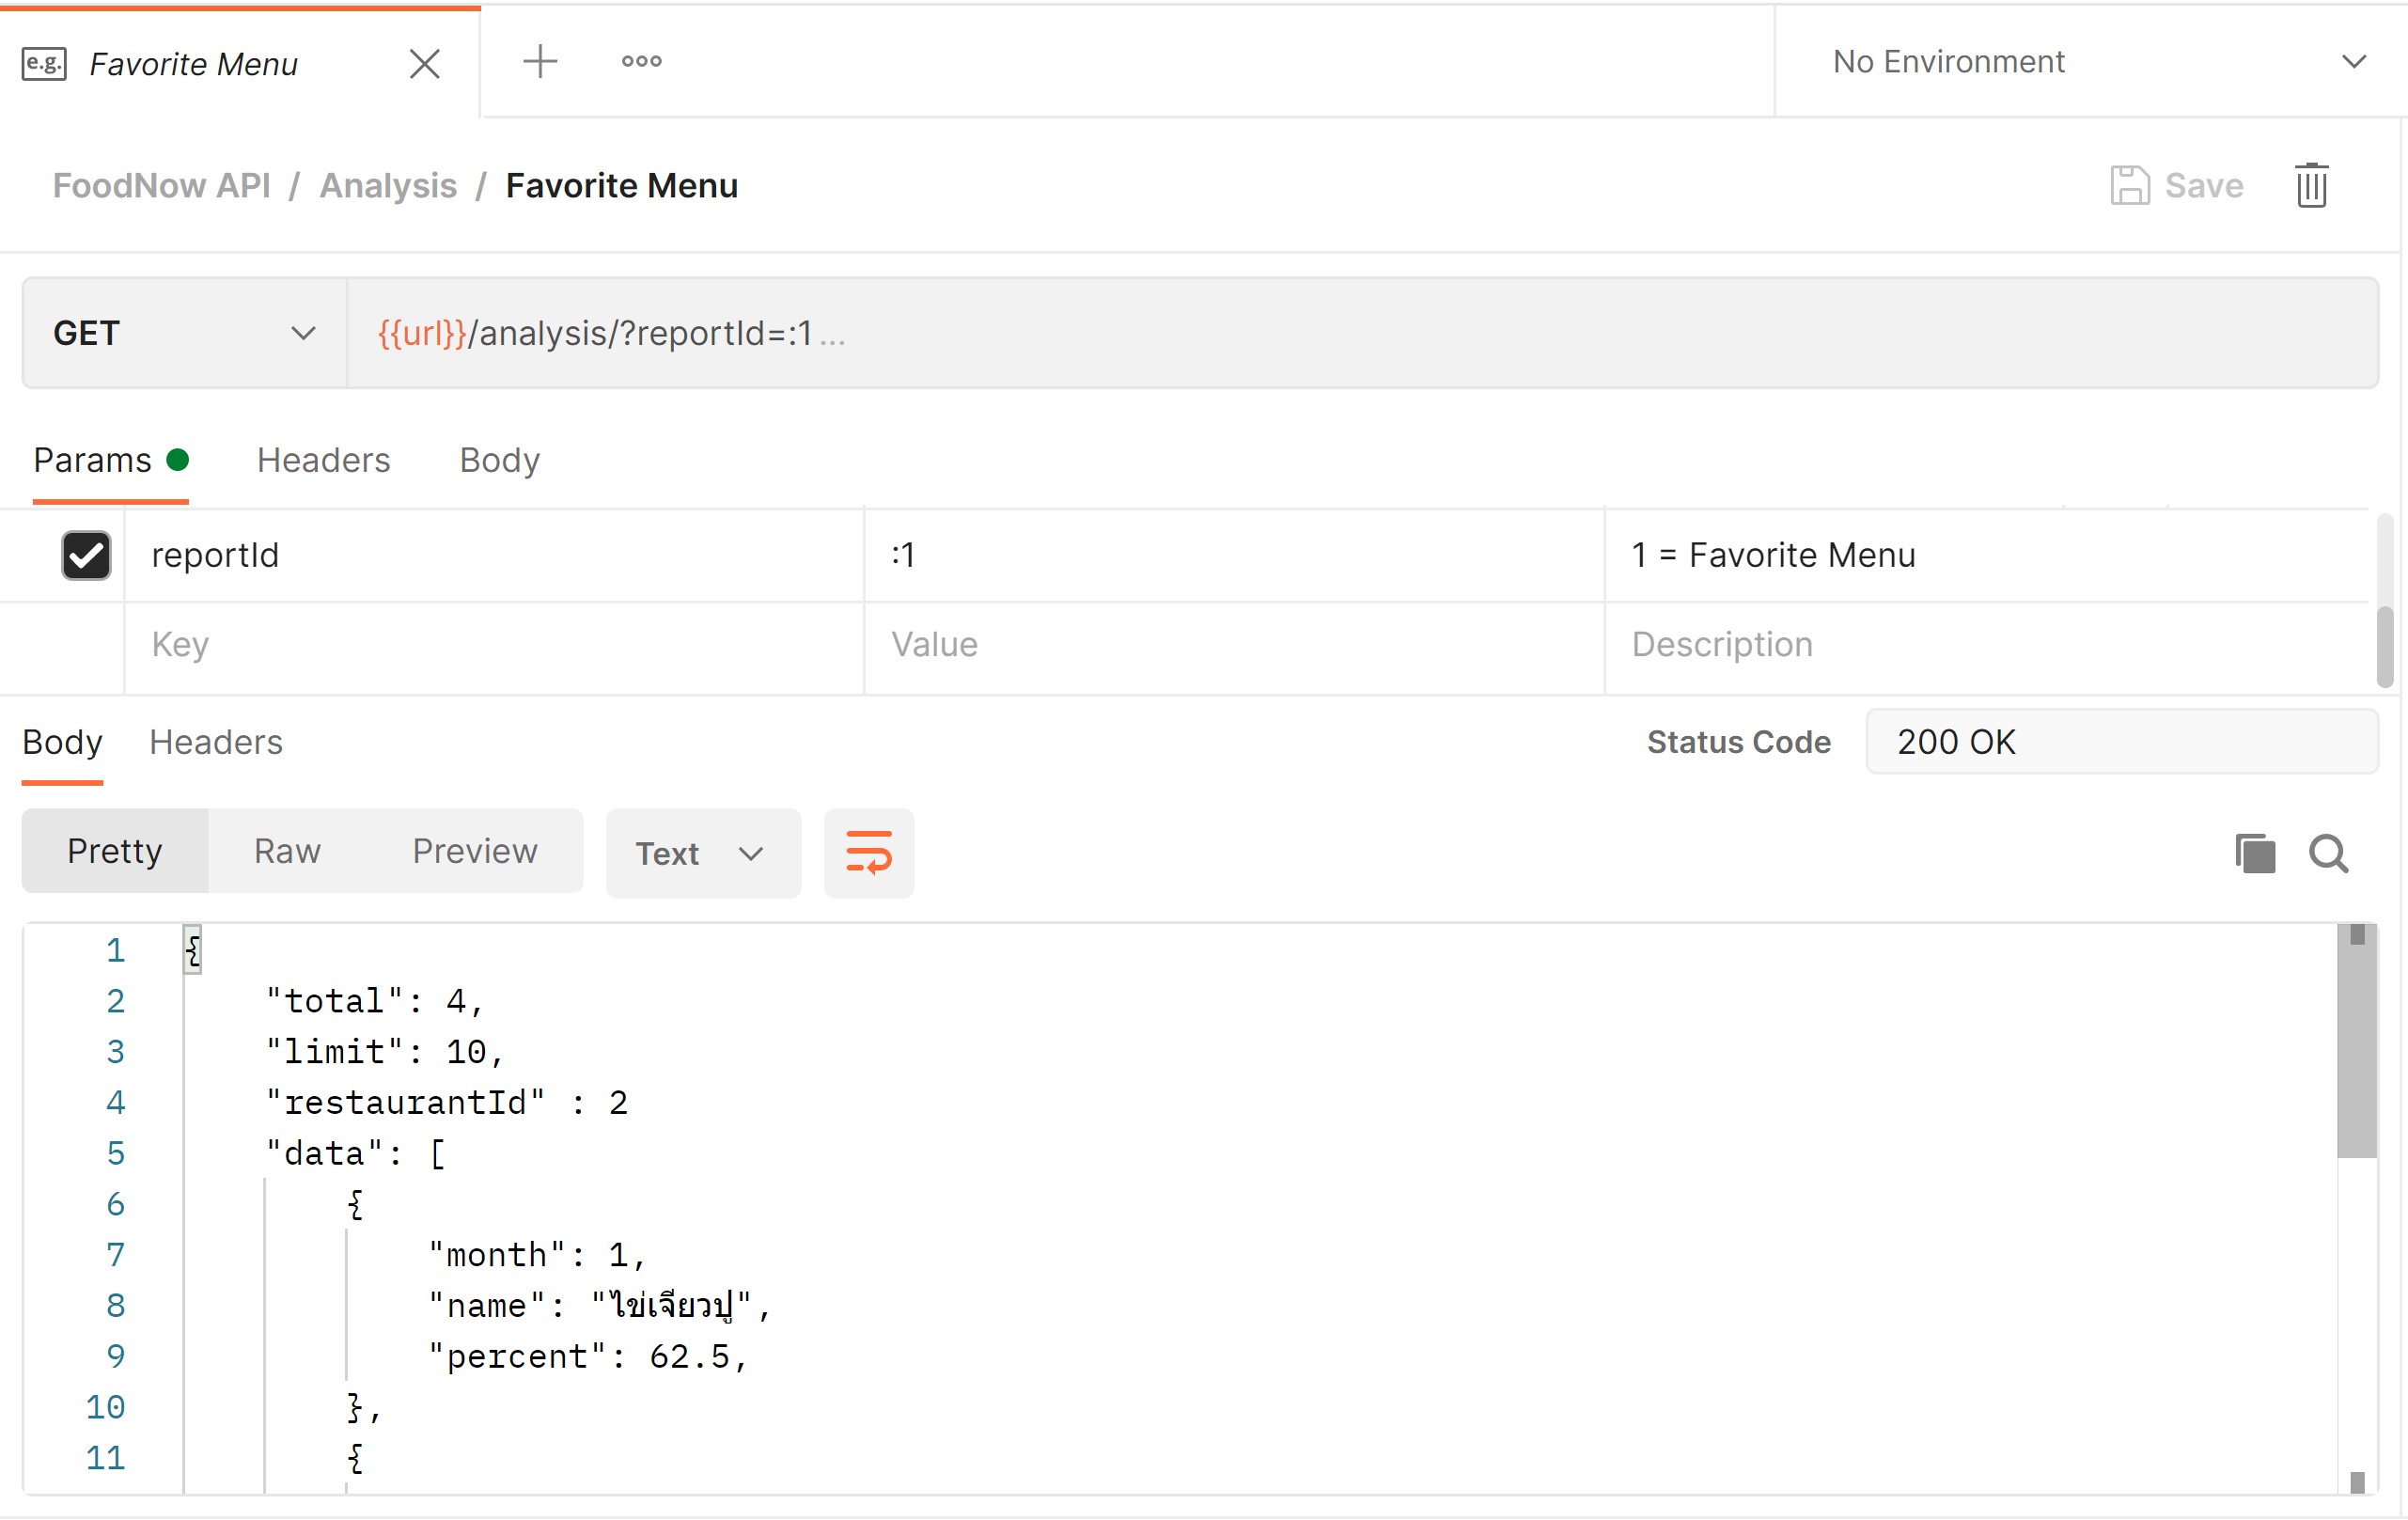 e.g. Favorite Menu
No Environment
FoodNow API / Analysis / Favorite Menu
Save
GET
{{url}}/analysis/?reportId=:1 ...
Params
Headers
Body
reportId
:1
1 = Favorite Menu
Key
Value
Description
Body
Headers
Status Code
200 OK
Pretty
Raw
Preview
Text
1 {
2 "total": 4,
3 "limit": 10,
4 "restaurantId" : 2
5 "data": [
6 {
7 "month": 1,
8 "name": "ไข่เจียวปู",
9 "percent": 62.5,
10 },
11 {